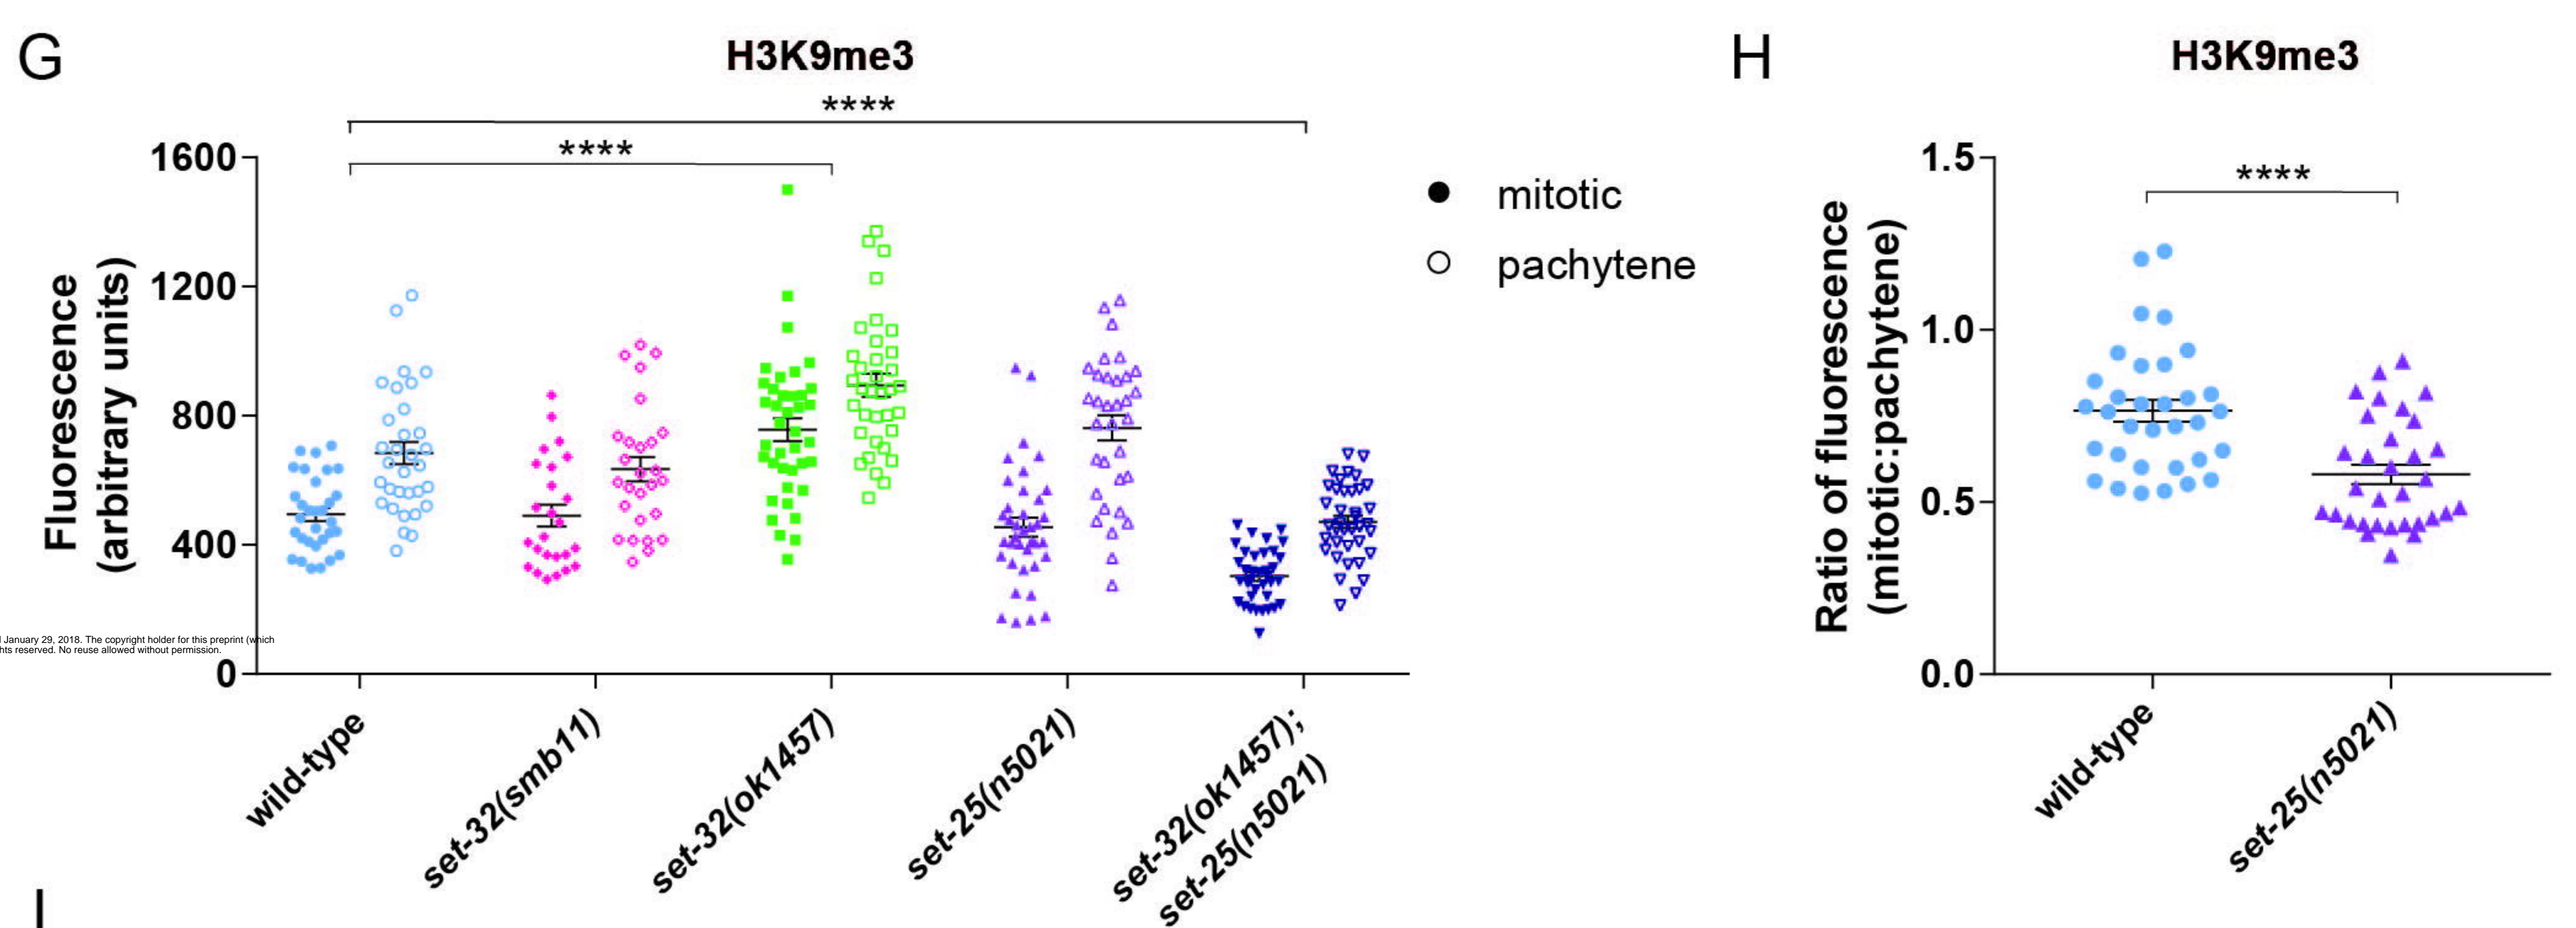 G
H3K9me3
****
****
1600
1200
800
400
0
Fluorescence
(arbitrary units)
mitotic
pachytene
wild-type
set-32(smb11)
set-32(ok1457)
set-25(n5021)
set-32(ok1457);
set-25(n5021)
January 29, 2018. The copyright holder for this preprint (which
hts reserved. No reuse allowed without permission.
H
H3K9me3
****
1.5
1.0
0.5
0.0
Ratio of fluorescence
(mitotic:pachytene)
wild-type
set-25(n5021)
I